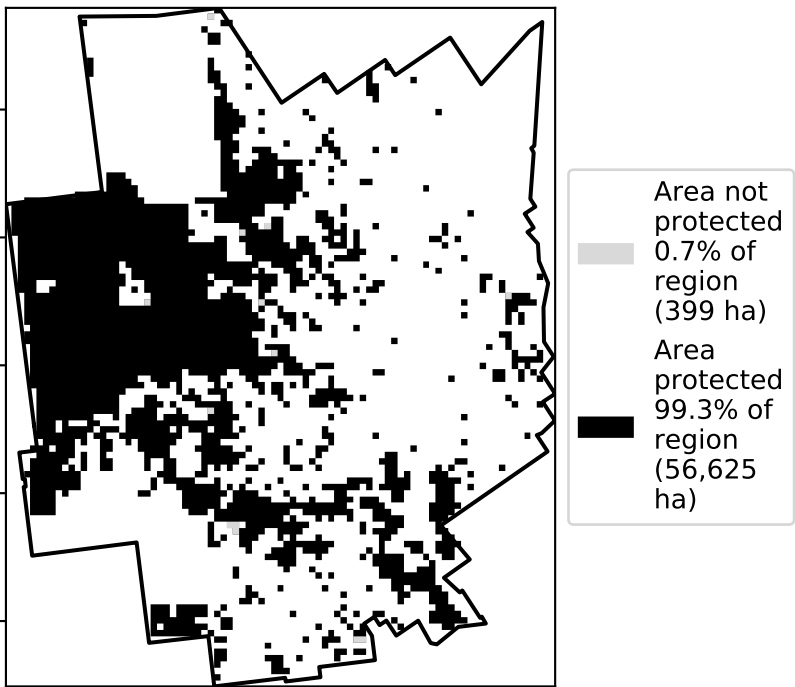 Area not
protected
0.7% of
region
(399 ha)
Area
protected
99.3% of
region
(56,625
ha)